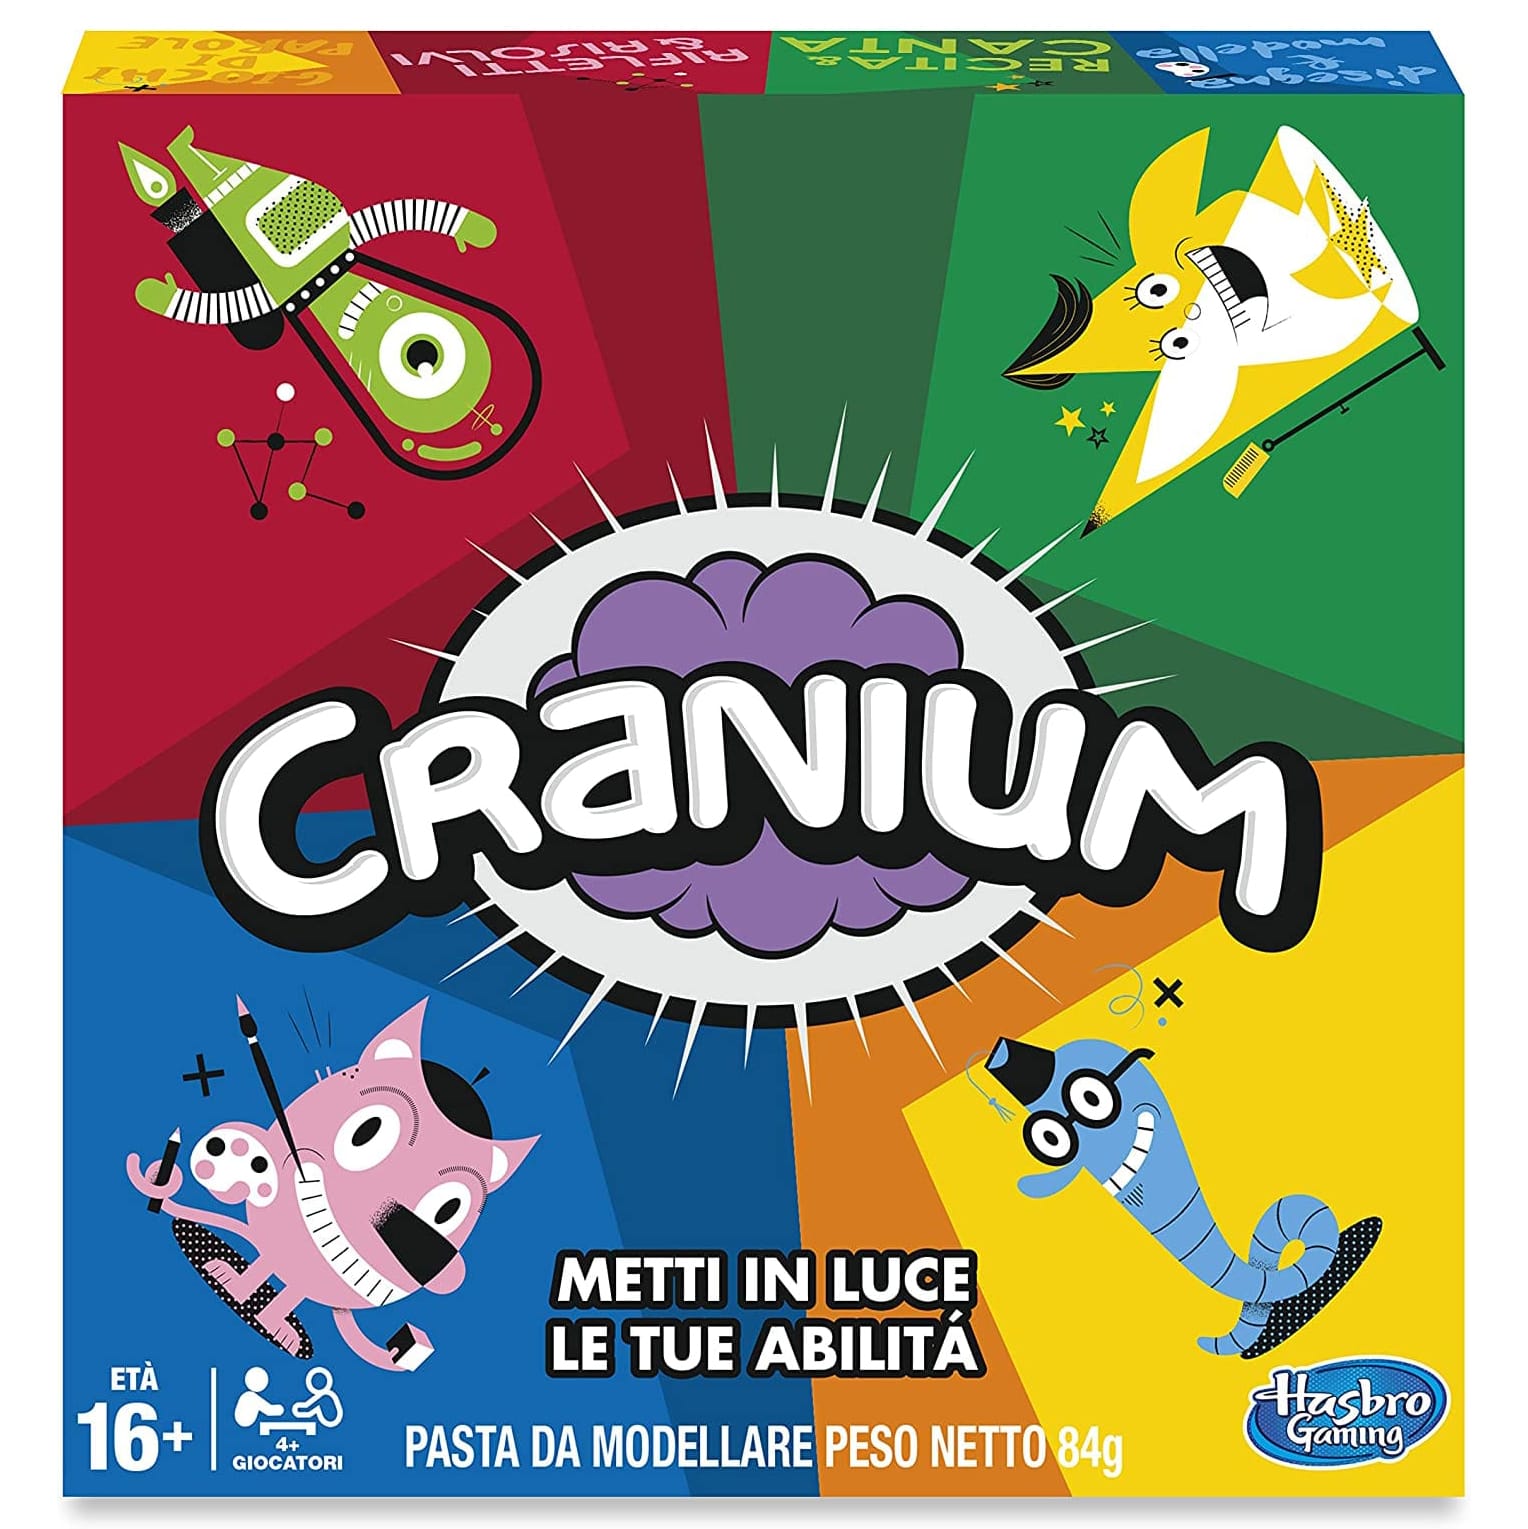 GIOCHI
DI
PAROLE
RIFLETTI
& RISOLVI
RECITA &
CANTA
disegna
&
modella
CRANIUM
METTI IN LUCE
LE TUE ABILITÁ
ETÀ
16+
4+
GIOCATORI
PASTA DA MODELLARE PESO NETTO 84g
Hasbro
Gaming